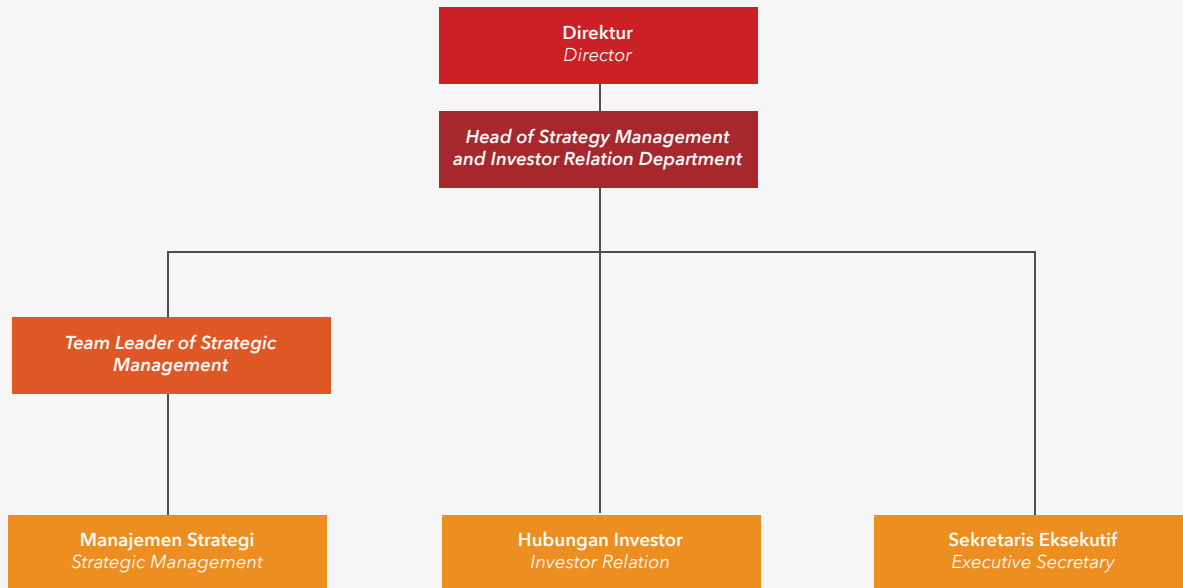 Direktur
Director
Head of Strategy Management
and Investor Relation Department
Team Leader of Strategic
Management
Manajemen Strategi
Strategic Management
Hubungan Investor
Investor Relation
Sekretaris Eksekutif
Executive Secretary